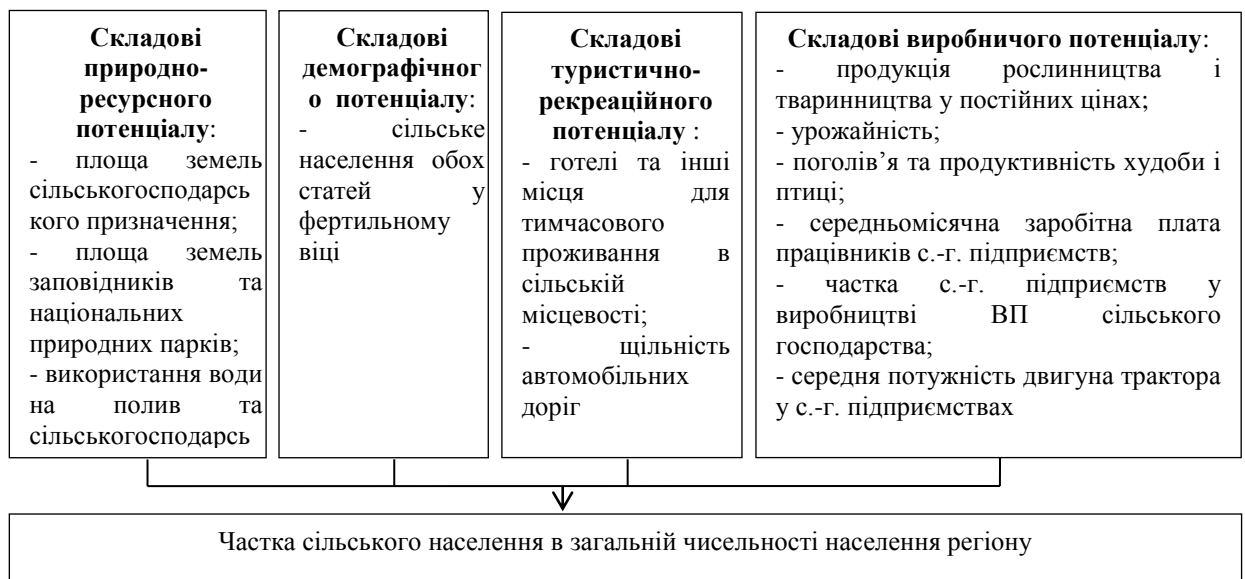 Складові
природно-
ресурсного
потенціалу:
- площа земель
сільськогосподарсь
кого призначення;
- площа земель
заповідників та
національних
природних парків;
- використання води
на полив та
сільськогосподарсь
Складові
демографічног
о потенціалу:
- сільське
населення обох
статей у
фертильному
віці
Складові
туристично-
рекреаційного
потенціалу :
- готелі та інші
місця для
тимчасового
проживання в
сільській
місцевості;
- щільність
автомобільних
доріг
Складові виробничого потенціалу:
- продукція рослинництва і
тваринництва у постійних цінах;
- урожайність;
- поголів’я та продуктивність худоби і
птиці;
- середньомісячна заробітна плата
працівників с.-г. підприємств;
- частка с.-г. підприємств у
виробництві ВП сільського
господарства;
- середня потужність двигуна трактора
у с.-г. підприємствах
Частка сільського населення в загальній чисельності населення регіону